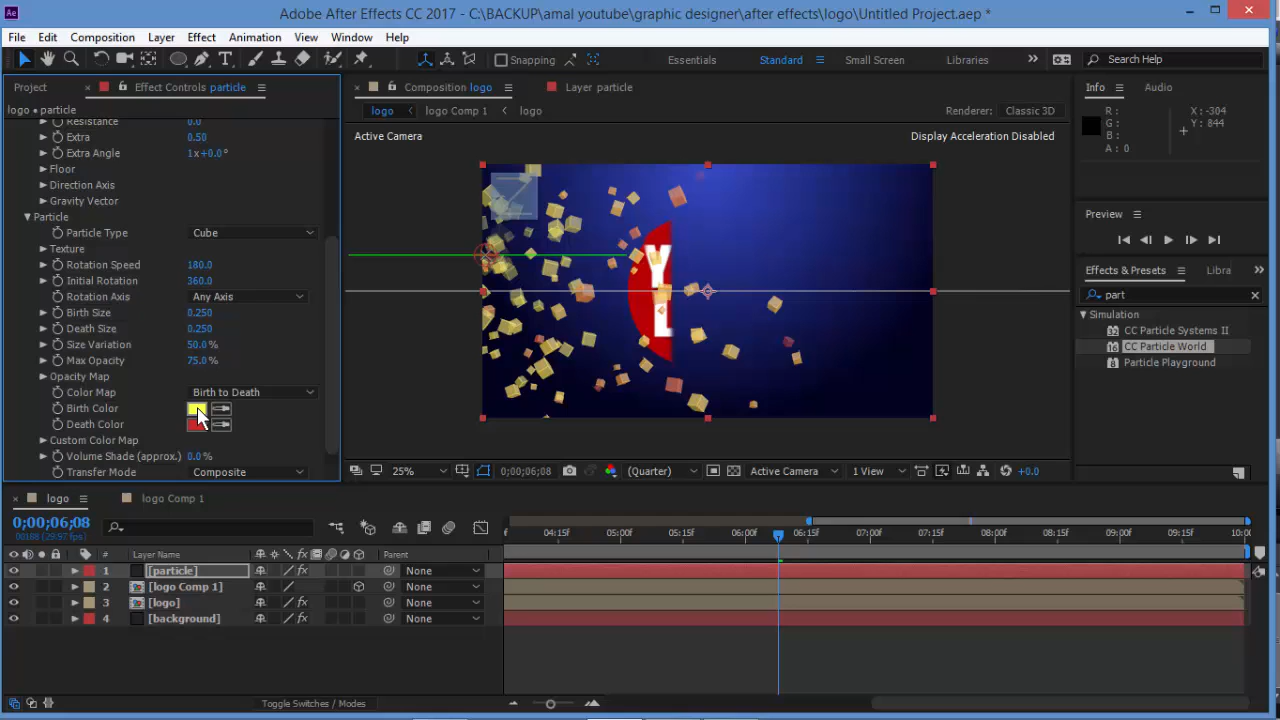 Ae Adobe After Effects CC 2017 - C:\BACKUP\amal youtube\graphic designer\after effects\logo\Untitled Project.aep *
File Edit Composition Layer Effect Animation View Window Help
Snapping Essentials Standard Small Screen Libraries Search Help
Project Effect Controls particle Composition logo Layer particle Info Audio
logo • particle
logo logo Comp 1 logo Renderer: Classic 3D
R: X: -304
G: Y: 844
B:
A: 0
Active Camera Display Acceleration Disabled
Resistance 0.0
Extra 0.50
Extra Angle 1x+0.0°
Floor
Direction Axis
Gravity Vector
Particle
Particle Type Cube
Texture
Rotation Speed 180.0
Initial Rotation 360.0
Rotation Axis Any Axis
Birth Size 0.250
Death Size 0.250
Size Variation 50.0 %
Max Opacity 75.0 %
Opacity Map
Color Map Birth to Death
Birth Color
Death Color
Custom Color Map
Volume Shade (approx.) 0.0 %
Transfer Mode Composite
Y
L
Preview
Effects & Presets Libra
part
Simulation
CC Particle Systems II
CC Particle World
Particle Playground
25% 0;00;06;08 (Quarter) Active Camera 1 View +0.0
logo logo Comp 1
0;00;06;08
00188 (29.97 fps)
04:15f 05:00f 05:15f 06:00f 06:15f 07:00f 07:15f 08:00f 08:15f 09:00f 09:15f 10:0
# Layer Name Parent
1 [particle] None
2 [logo Comp 1] None
3 [logo] None
4 [background] None
Toggle Switches / Modes